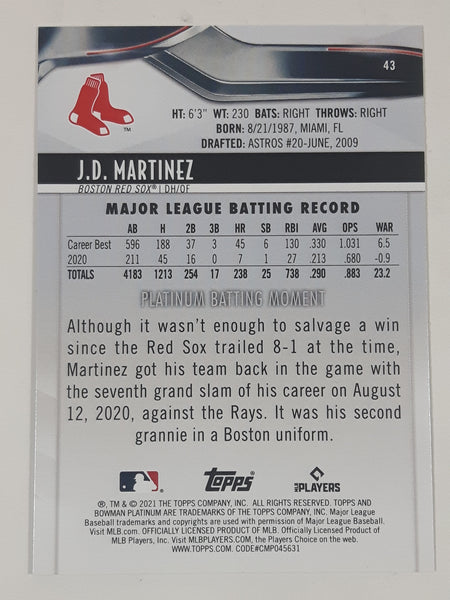 43
HT: 6'3" WT: 230 BATS: RIGHT THROWS: RIGHT
BORN: 8/21/1987, MIAMI, FL
DRAFTED: ASTROS #20-JUNE, 2009
TM
J.D. MARTINEZ
BOSTON RED SOX® | DH/OF
MAJOR LEAGUE BATTING RECORD
AB H 2B 3B HR SB RBI AVG OPS WAR
Career Best 596 188 37 3 45 6 130 .330 1.031 6.5
2020 211 45 16 0 7 1 27 .213 .680 -0.9
TOTALS 4183 1213 254 17 238 25 738 .290 .883 23.2
PLATINUM BATTING MOMENT
Although it wasn't enough to salvage a win
since the Red Sox trailed 8-1 at the time,
Martinez got his team back in the game with
the seventh grand slam of his career on August
12, 2020, against the Rays. It was his second
grannie in a Boston uniform.
Topps
PLAYERS
®, TM & © 2021 THE TOPPS COMPANY, INC. ALL RIGHTS RESERVED. TOPPS AND
BOWMAN PLATINUM ARE TRADEMARKS OF THE TOPPS COMPANY, INC. Major League
Baseball trademarks and copyrights are used with permission of Major League Baseball.
Visit MLB.com. OFFICIALLY LICENSED PRODUCT OF MLB. Officially Licensed Product of
MLB Players, Inc. Visit MLBPLAYERS.com, the Players Choice on the web.
WWW.TOPPS.COM. CODE#CMP045631